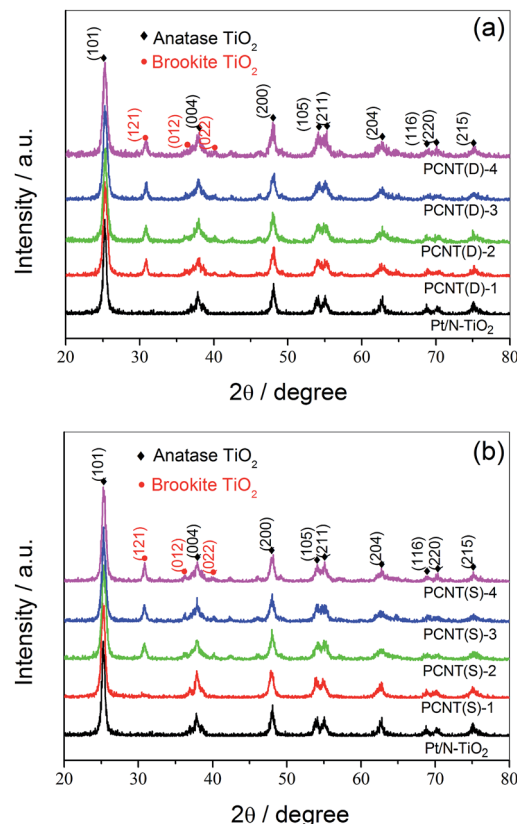 (a)
◆ Anatase TiO₂
● Brookite TiO₂
(101)
(121)
(012)
(004)
(022)
(200)
(105)
(211)
(204)
(116)
(220)
(215)
PCNT(D)-4
PCNT(D)-3
PCNT(D)-2
PCNT(D)-1
Pt/N-TiO₂
Intensity / a.u.
20 30 40 50 60 70 80
2θ / degree
(b)
◆ Anatase TiO₂
● Brookite TiO₂
(101)
(121)
(012)
(004)
(022)
(200)
(105)
(211)
(204)
(116)
(220)
(215)
PCNT(S)-4
PCNT(S)-3
PCNT(S)-2
PCNT(S)-1
Pt/N-TiO₂
Intensity / a.u.
20 30 40 50 60 70 80
2θ / degree